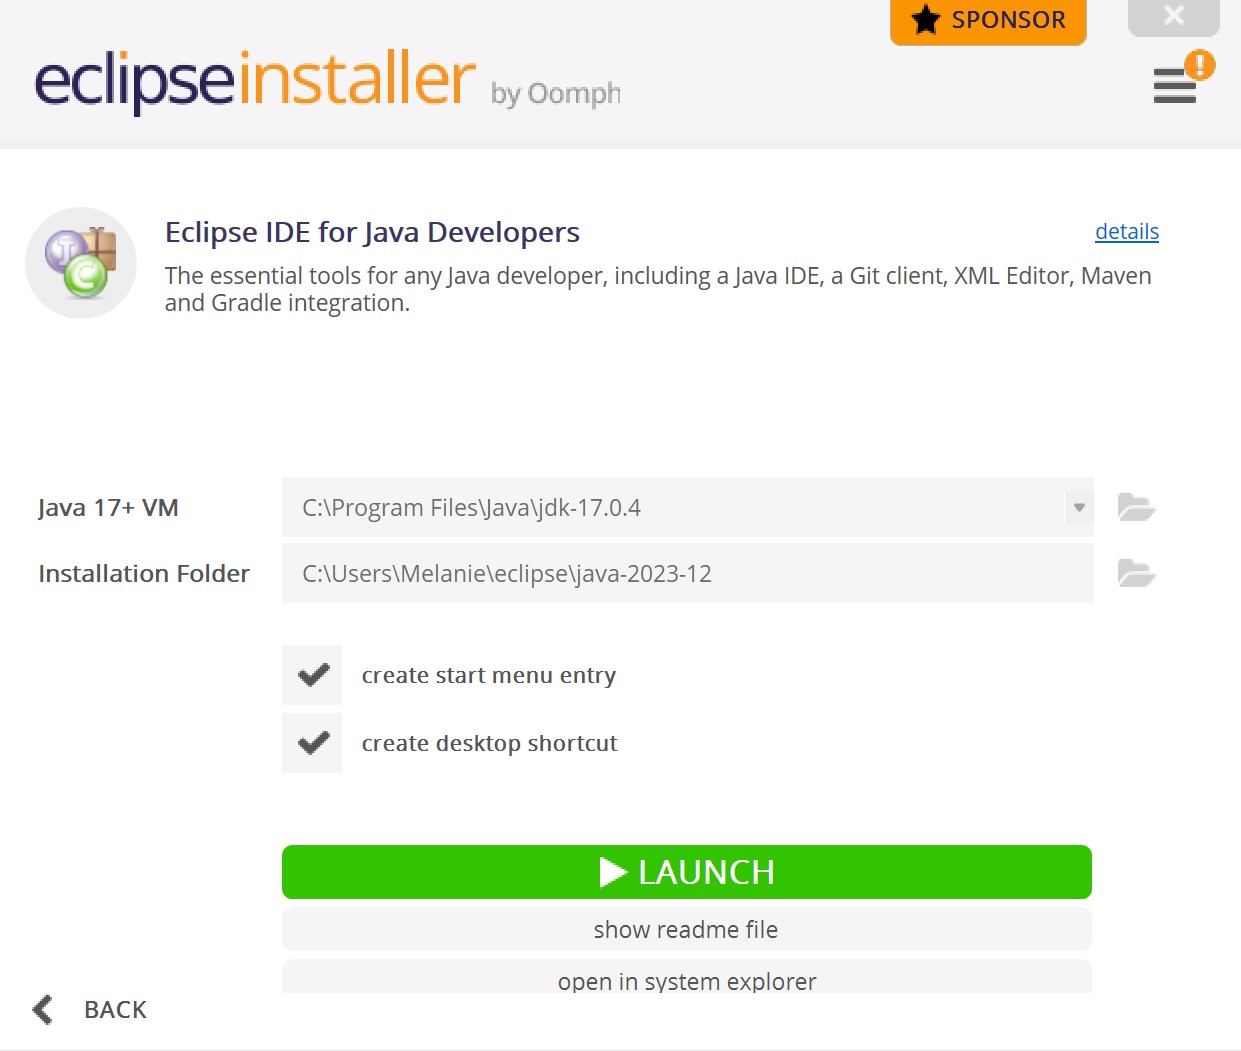 SPONSOR
eclipseinstaller by Oomph
Eclipse IDE for Java Developers
details
The essential tools for any Java developer, including a Java IDE, a Git client, XML Editor, Maven
and Gradle integration.
Java 17+ VM
C:\Program Files\Java\jdk-17.0.4
Installation Folder
C:\Users\Melanie\eclipse\java-2023-12
create start menu entry
create desktop shortcut
LAUNCH
show readme file
open in system explorer
BACK